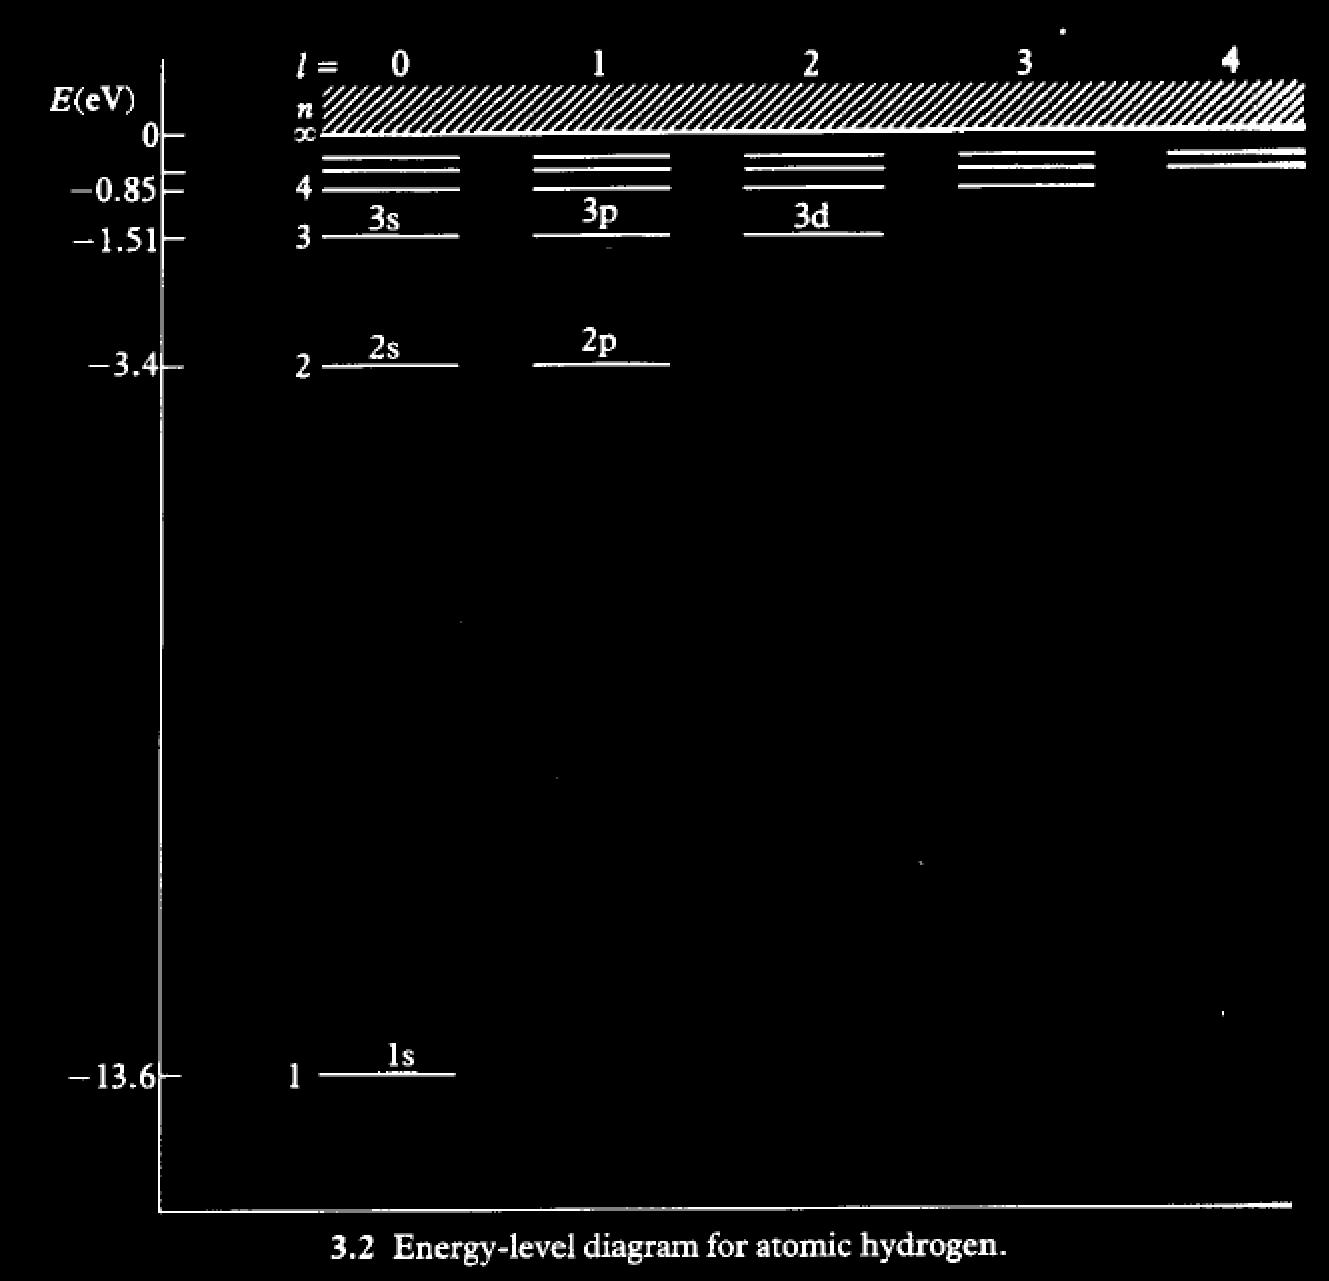 l = 0 1 2 3 4
E(eV)
n
0 ∞
−0.85 4
3s 3p 3d
−1.51 3
2s 2p
−3.4 2
1s
−13.6 1
3.2 Energy-level diagram for atomic hydrogen.